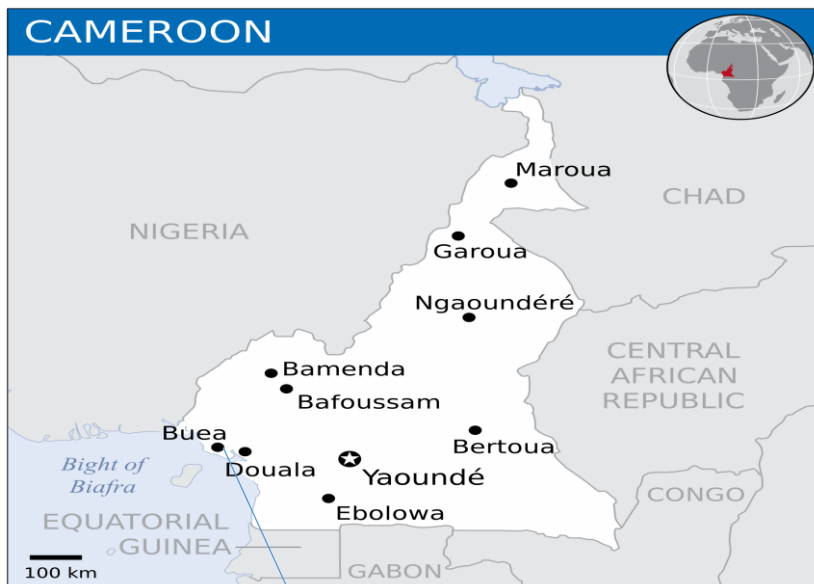 CAMEROON
Maroua
CHAD
NIGERIA
Garoua
Ngaoundéré
CENTRAL
AFRICAN
REPUBLIC
Bamenda
Bafoussam
Buea
Bertoua
Douala
Yaoundé
Bight of
Biafra
Ebolowa
CONGO
EQUATORIAL
GUINEA
GABON
100 km